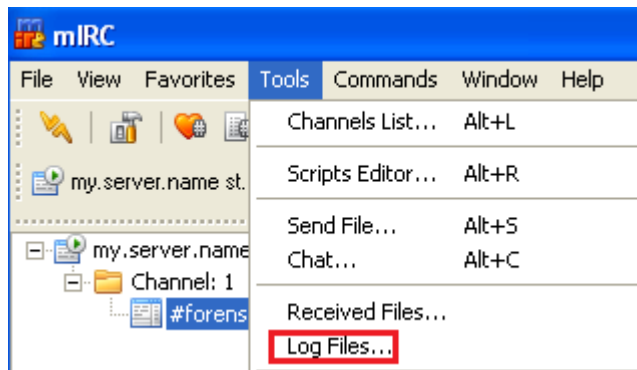 mIRC
File View Favorites Tools Commands Window Help
Channels List... Alt+L
my.server.name st.
Scripts Editor... Alt+R
Send File... Alt+S
my.server.name
Chat... Alt+C
Channel: 1
#forens
Received Files...
Log Files...